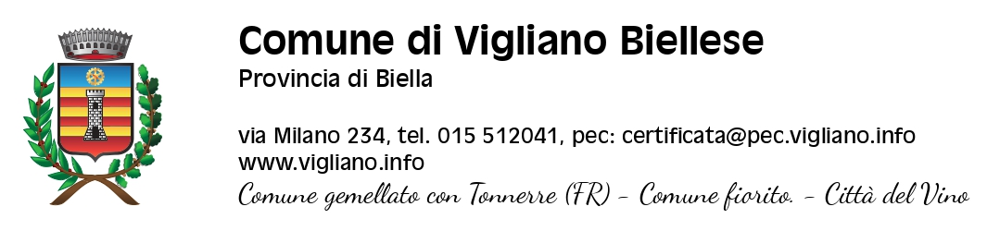 Comune di Vigliano Biellese
Provincia di Biella
via Milano 234, tel. 015 512041, pec: certificata@pec.vigliano.info
www.vigliano.info
Comune gemellato con Tonnerre (FR) - Comune fiorito. - Città del Vino